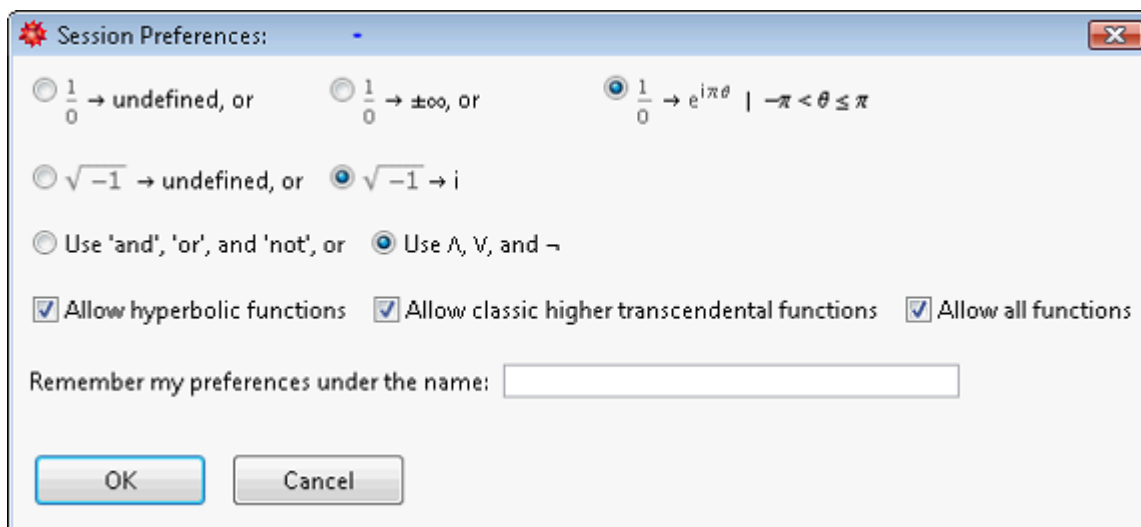 Session Preferences:
1/0 → undefined, or 1/0 → ±∞, or 1/0 → e^{iπθ} | −π < θ ≤ π
√−1 → undefined, or √−1 → i
Use 'and', 'or', and 'not', or Use ∧, ∨, and ¬
Allow hyperbolic functions Allow classic higher transcendental functions Allow all functions
Remember my preferences under the name:
OK Cancel